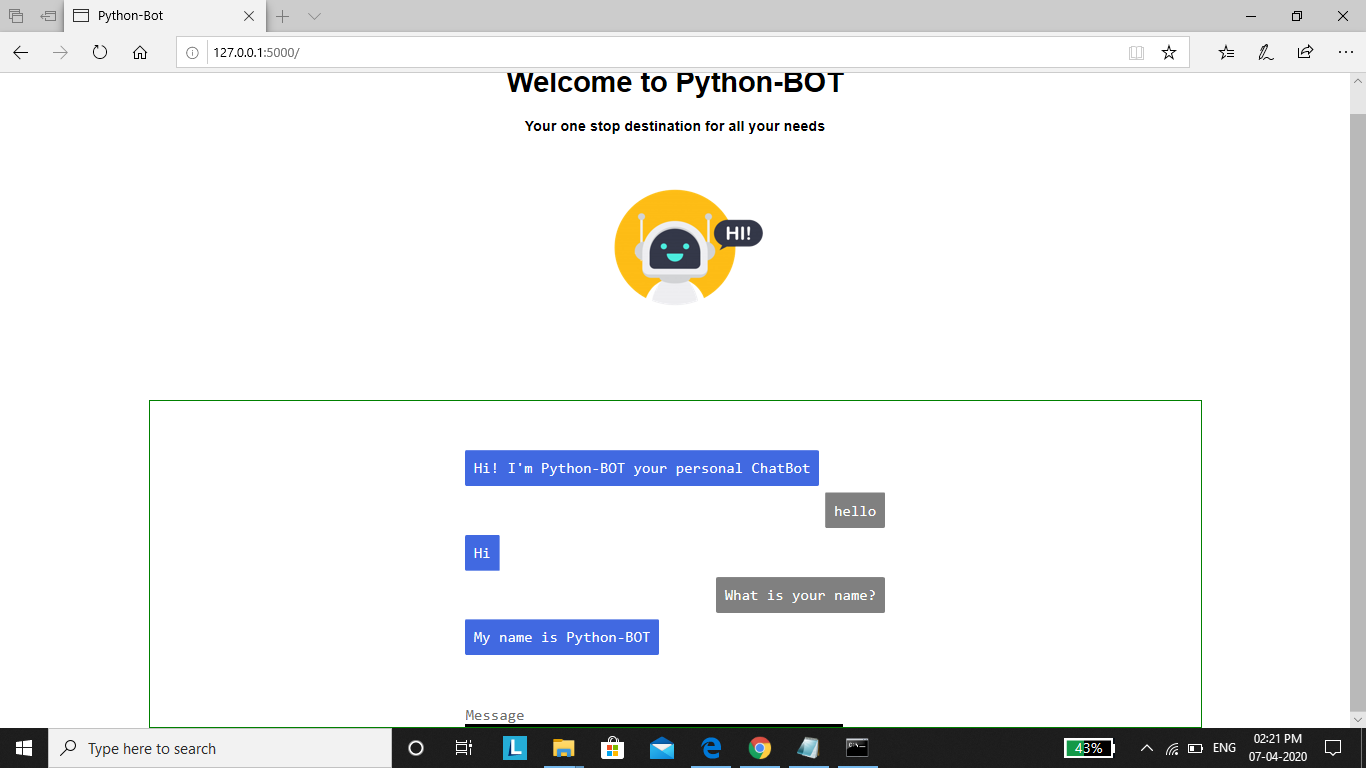 Python-Bot
127.0.0.1:5000/
Welcome to Python-BOT
Your one stop destination for all your needs
HI!
Hi! I'm Python-BOT your personal ChatBot
hello
Hi
What is your name?
My name is Python-BOT
Message
Type here to search
L
43%
ENG
02:21 PM
07-04-2020